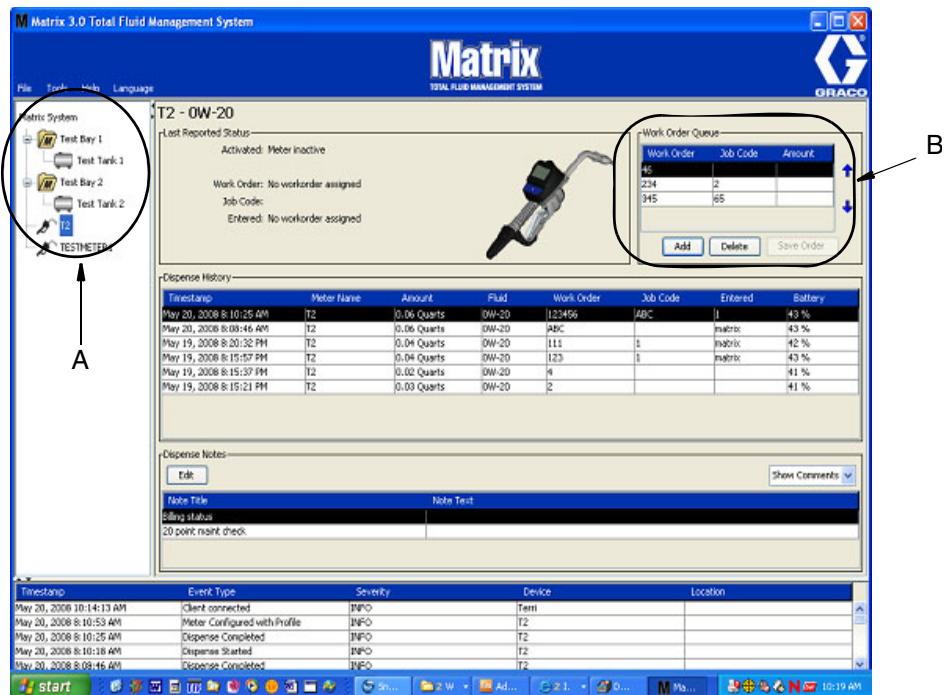 Matrix 3.0 Total Fluid Management System
Matrix
TOTAL FLUID MANAGEMENT SYSTEM
GRACO
File Tools Help Language
Matrix System
Test Bay 1
Test Tank 1
Test Bay 2
Test Tank 2
T2
TESTMETER1
A
T2 - 0W-20
Last Reported Status
Activated: Meter inactive
Work Order: No workorder assigned
Job Code:
Entered: No workorder assigned
Work Order Queue
Work Order Job Code Amount
46
234 2
345 65
Add Delete Save Order
B
Dispense History
Timestamp Meter Name Amount Fluid Work Order Job Code Entered Battery
May 20, 2008 8:10:25 AM T2 0.06 Quarts 0W-20 123456 ABC 1 43 %
May 20, 2008 8:08:46 AM T2 0.06 Quarts 0W-20 ABC matrix 43 %
May 19, 2008 8:20:32 PM T2 0.04 Quarts 0W-20 111 1 matrix 42 %
May 19, 2008 8:15:57 PM T2 0.04 Quarts 0W-20 123 1 matrix 43 %
May 19, 2008 8:15:37 PM T2 0.02 Quarts 0W-20 4 41 %
May 19, 2008 8:15:21 PM T2 0.03 Quarts 0W-20 2 41 %
Dispense Notes
Edit Show Comments
Note Title Note Text
Billing status
20 point maint check
Timestamp Event Type Severity Device Location
May 20, 2008 10:14:13 AM Client connected INFO Terri
May 20, 2008 8:10:53 AM Meter Configured with Profile INFO T2
May 20, 2008 8:10:25 AM Dispense Completed INFO T2
May 20, 2008 8:10:18 AM Dispense Started INFO T2
May 20, 2008 8:09:46 AM Dispense Completed INFO T2
start Sn... 2 W Ad... 2 1. 0... Ma... 10:19 AM